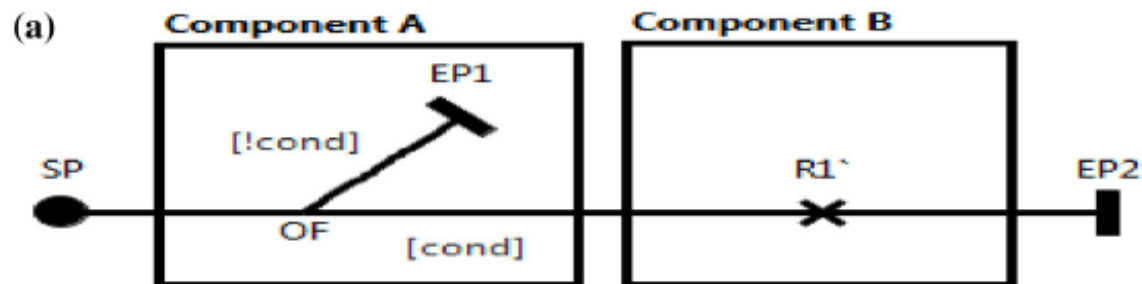 (a)
Component A
Component B
EP1
[!cond]
SP
R1`
EP2
OF
[cond]